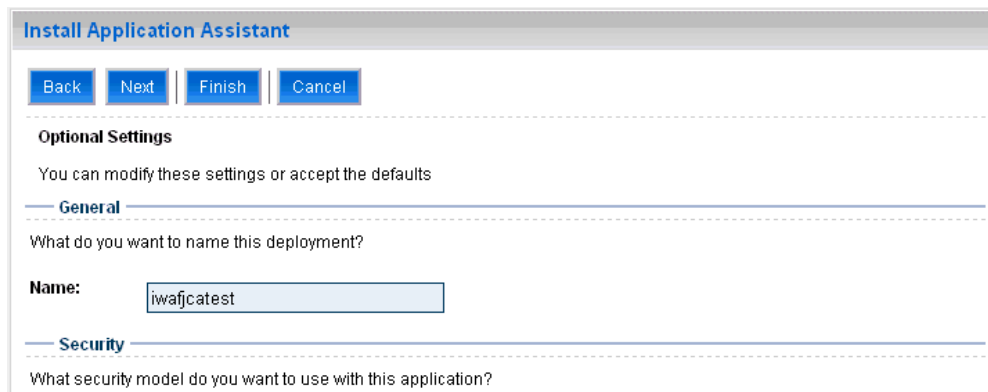 Install Application Assistant
Back Next Finish Cancel
Optional Settings
You can modify these settings or accept the defaults
General
What do you want to name this deployment?
Name: iwafjcatest
Security
What security model do you want to use with this application?